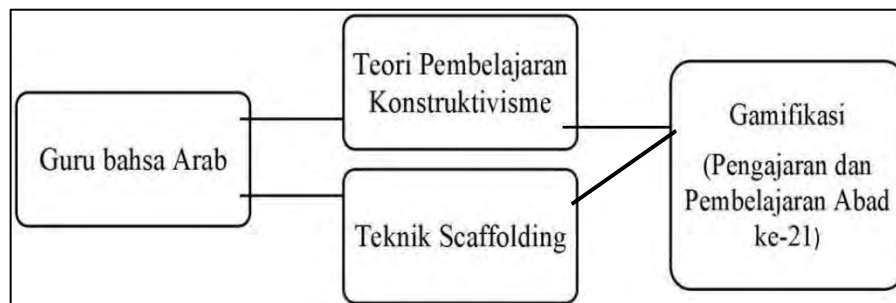 Guru bahsa Arab
Teori Pembelajaran
Konstruktivisme
Teknik Scaffolding
Gamifikasi
(Pengajaran dan
Pembelajaran Abad
ke-21)